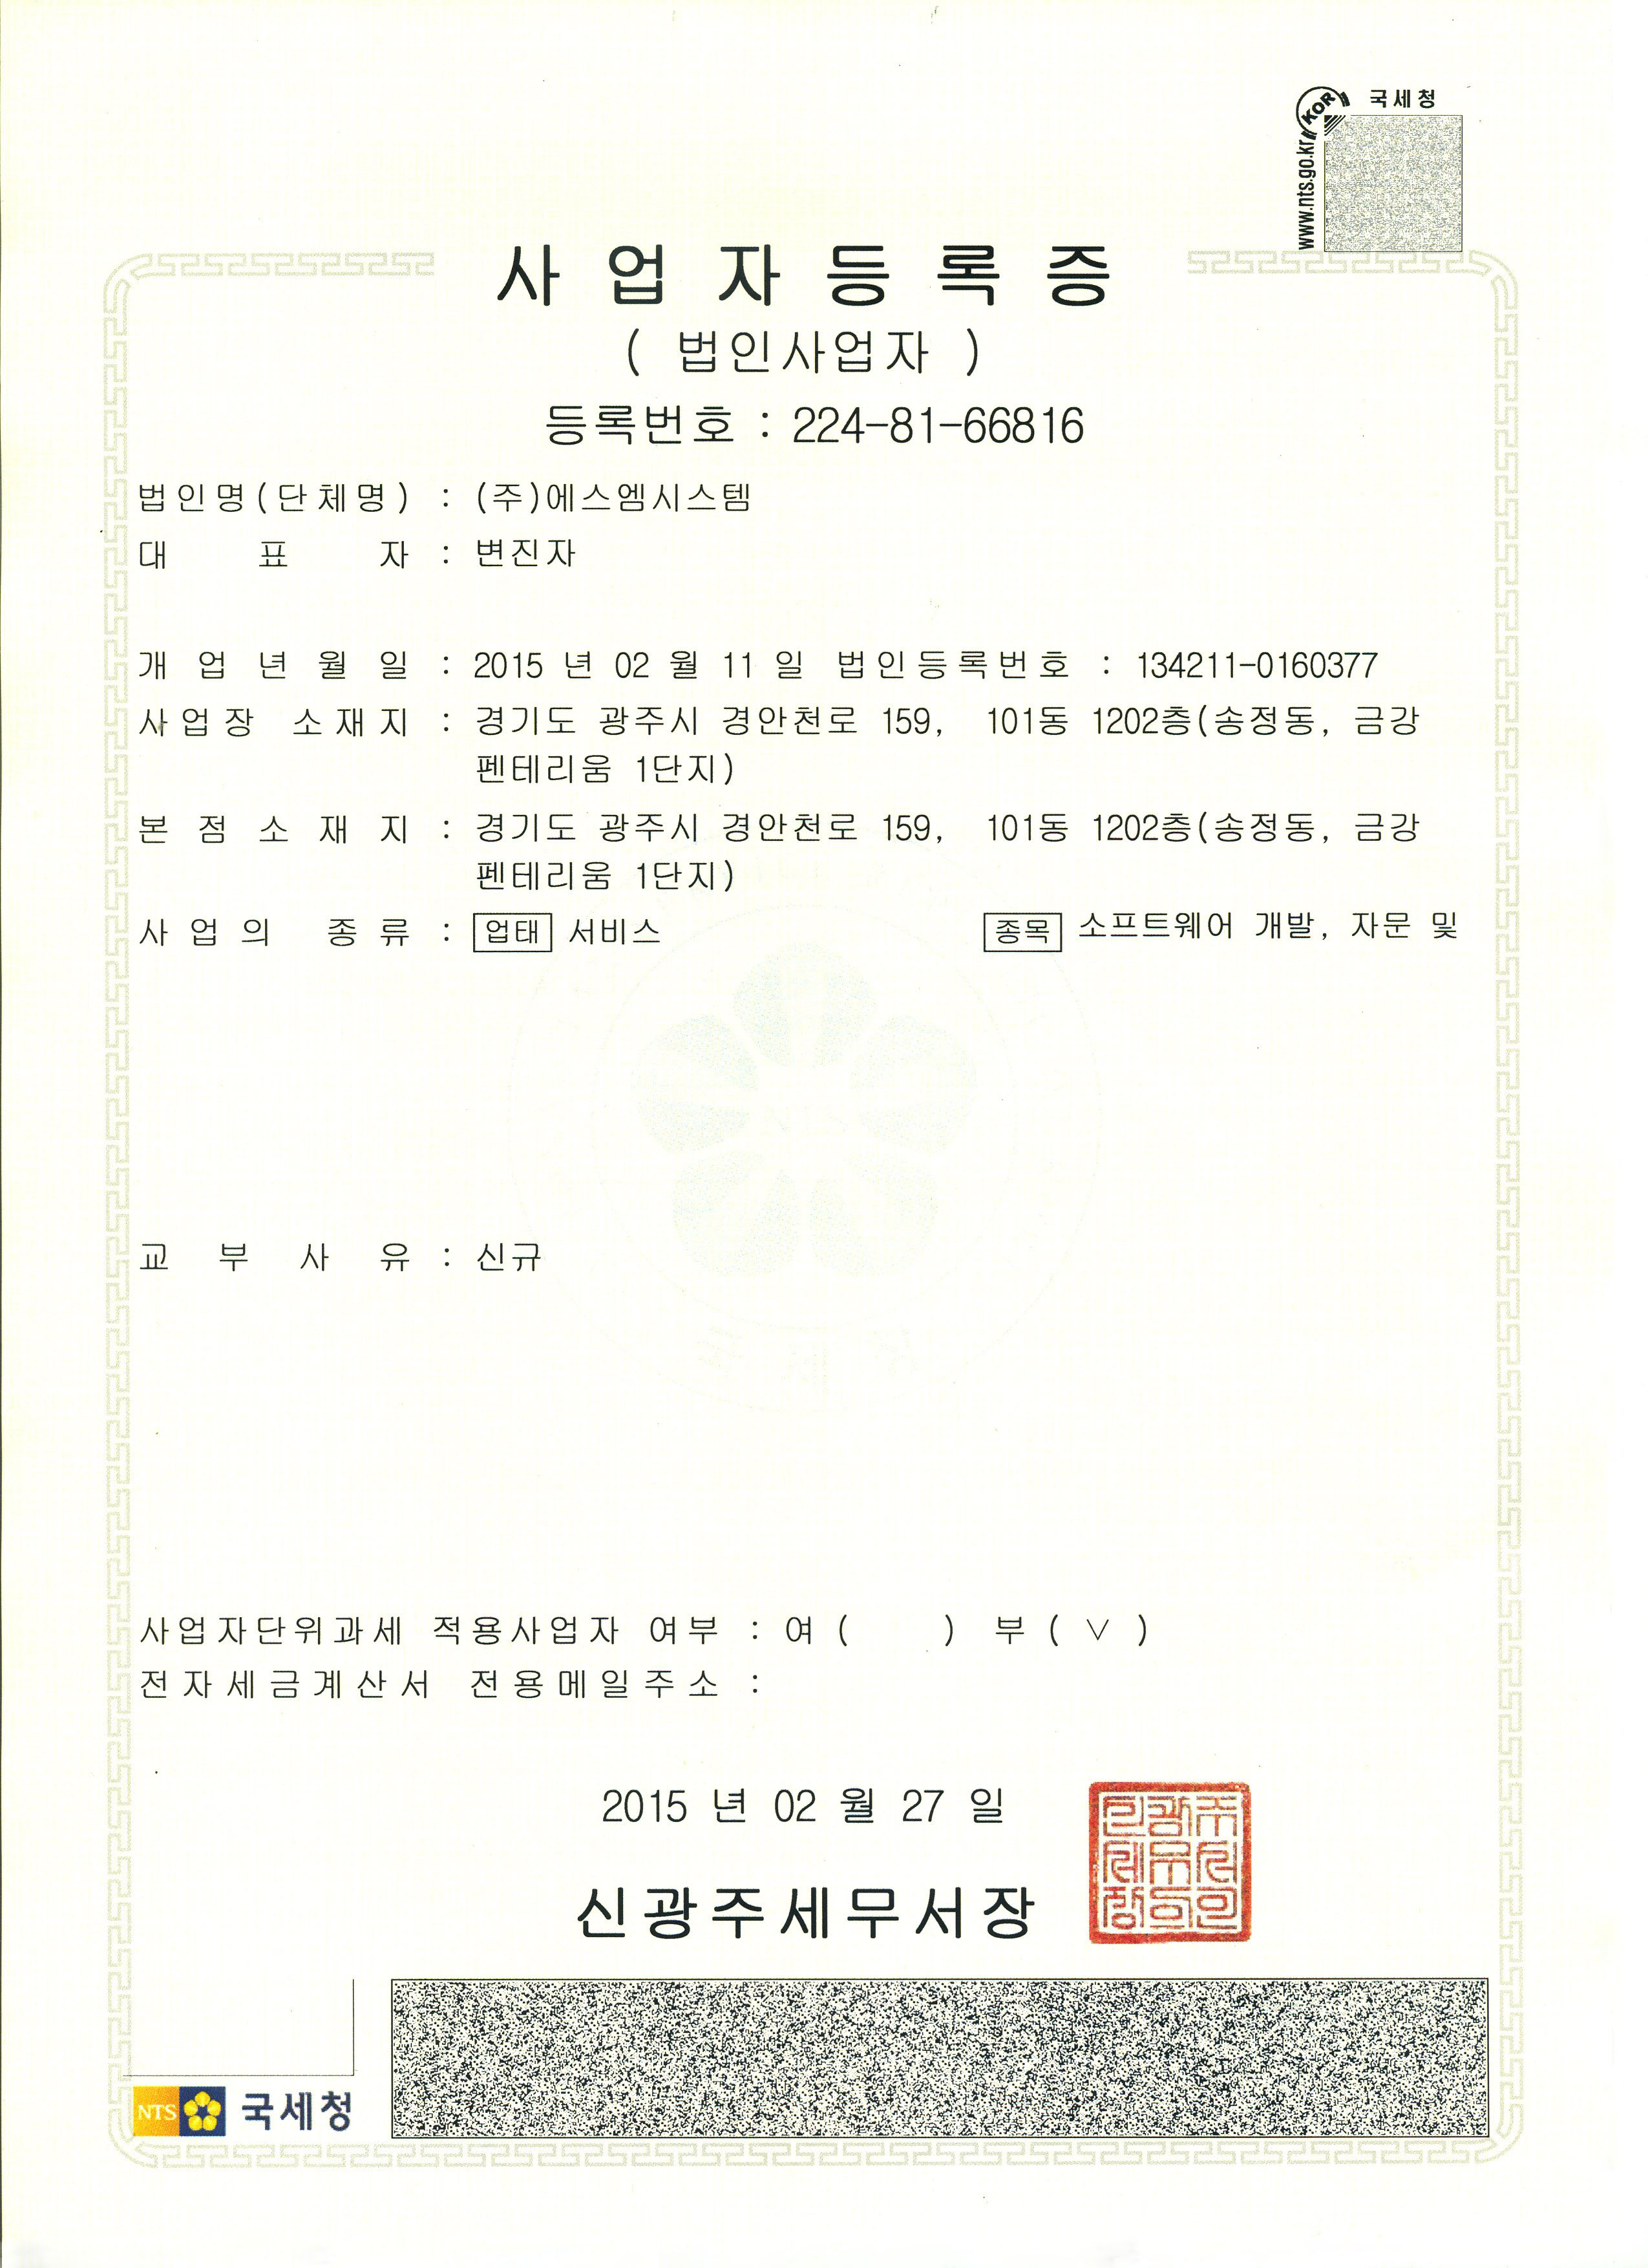 국세청
www.nts.go.kr
KOR
사업자등록증
( 법인사업자 )
등록번호 : 224-81-66816
법인명(단체명) : (주)에스엠시스템
대 표 자 : 변진자
개 업 년 월 일 : 2015 년 02 월 11 일 법인등록번호 : 134211-0160377
사업장 소재지 : 경기도 광주시 경안천로 159, 101동 1202층(송정동, 금강
펜테리움 1단지)
본 점 소 재 지 : 경기도 광주시 경안천로 159, 101동 1202층(송정동, 금강
펜테리움 1단지)
사 업 의 종 류 : 업태 서비스 종목 소프트웨어 개발, 자문 및
교 부 사 유 : 신규
사업자단위과세 적용사업자 여부 : 여 ( ) 부 ( ∨ )
전자세금계산서 전용메일주소 :
2015 년 02 월 27 일
신광주세무서장
NTS 국세청